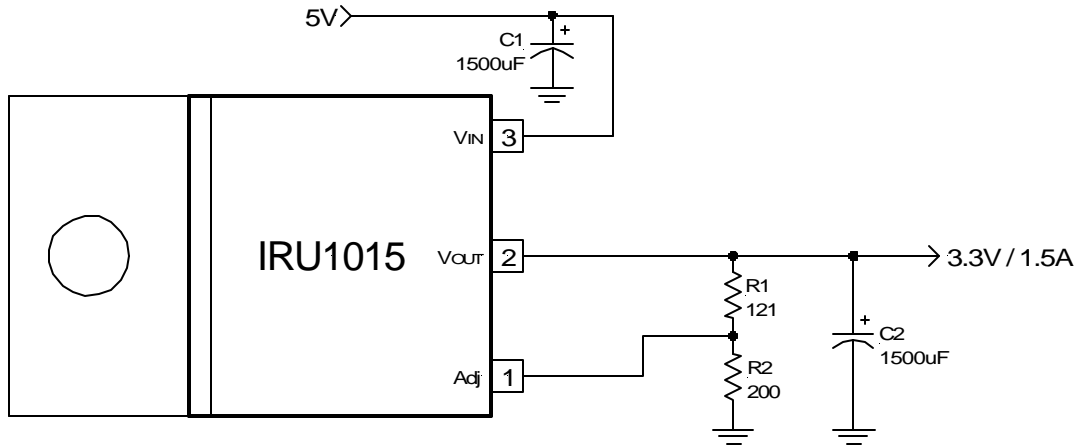 5V
C1
1500uF
VIN 3
IRU1015
VOUT 2
3.3V / 1.5A
R1
121
C2
1500uF
Adj 1
R2
200